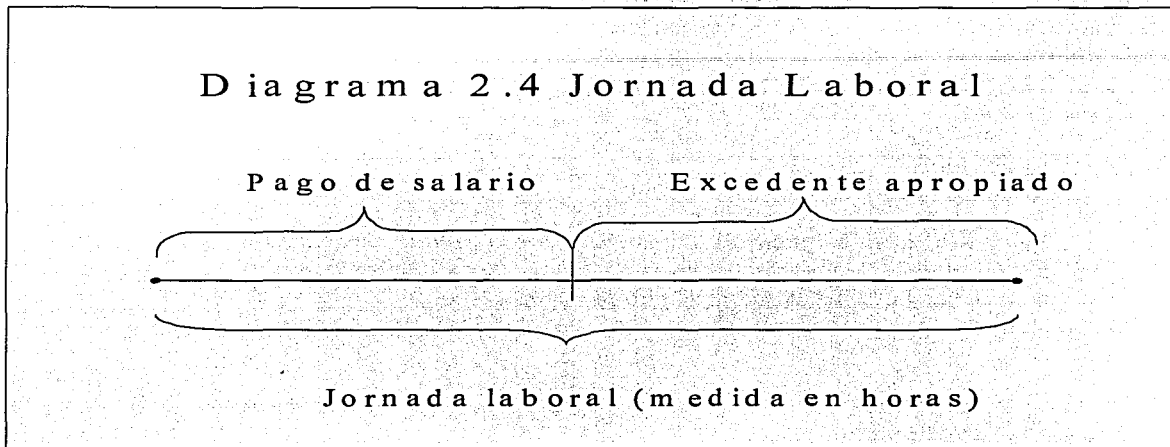 Diagrama 2.4 Jornada Laboral
Pago de salario
Excedente apropiado
Jornada laboral (medida en horas)